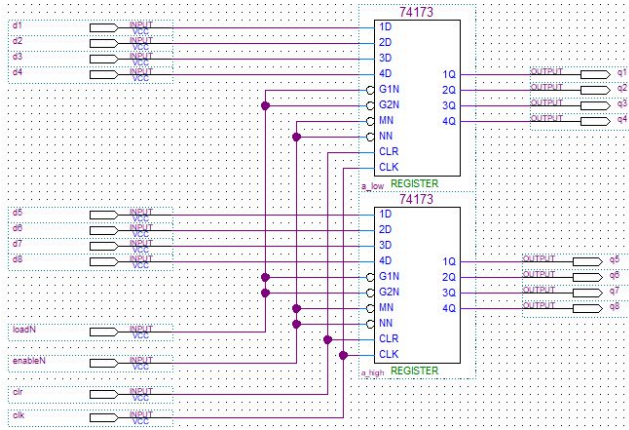 74173
d1 INPUT VCC 1D
d2 INPUT VCC 2D
d3 INPUT VCC 3D
d4 INPUT VCC 4D 1Q OUTPUT q1
G1N 2Q OUTPUT q2
G2N 3Q OUTPUT q3
MN 4Q OUTPUT q4
NN
CLR
CLK
a_low REGISTER
74173
d5 INPUT VCC 1D
d6 INPUT VCC 2D
d7 INPUT VCC 3D
d8 INPUT VCC 4D 1Q OUTPUT q5
G1N 2Q OUTPUT q6
G2N 3Q OUTPUT q7
MN 4Q OUTPUT q8
loadN INPUT VCC NN
CLR
enableN INPUT VCC CLK
a_high REGISTER
clr INPUT VCC
clk INPUT VCC